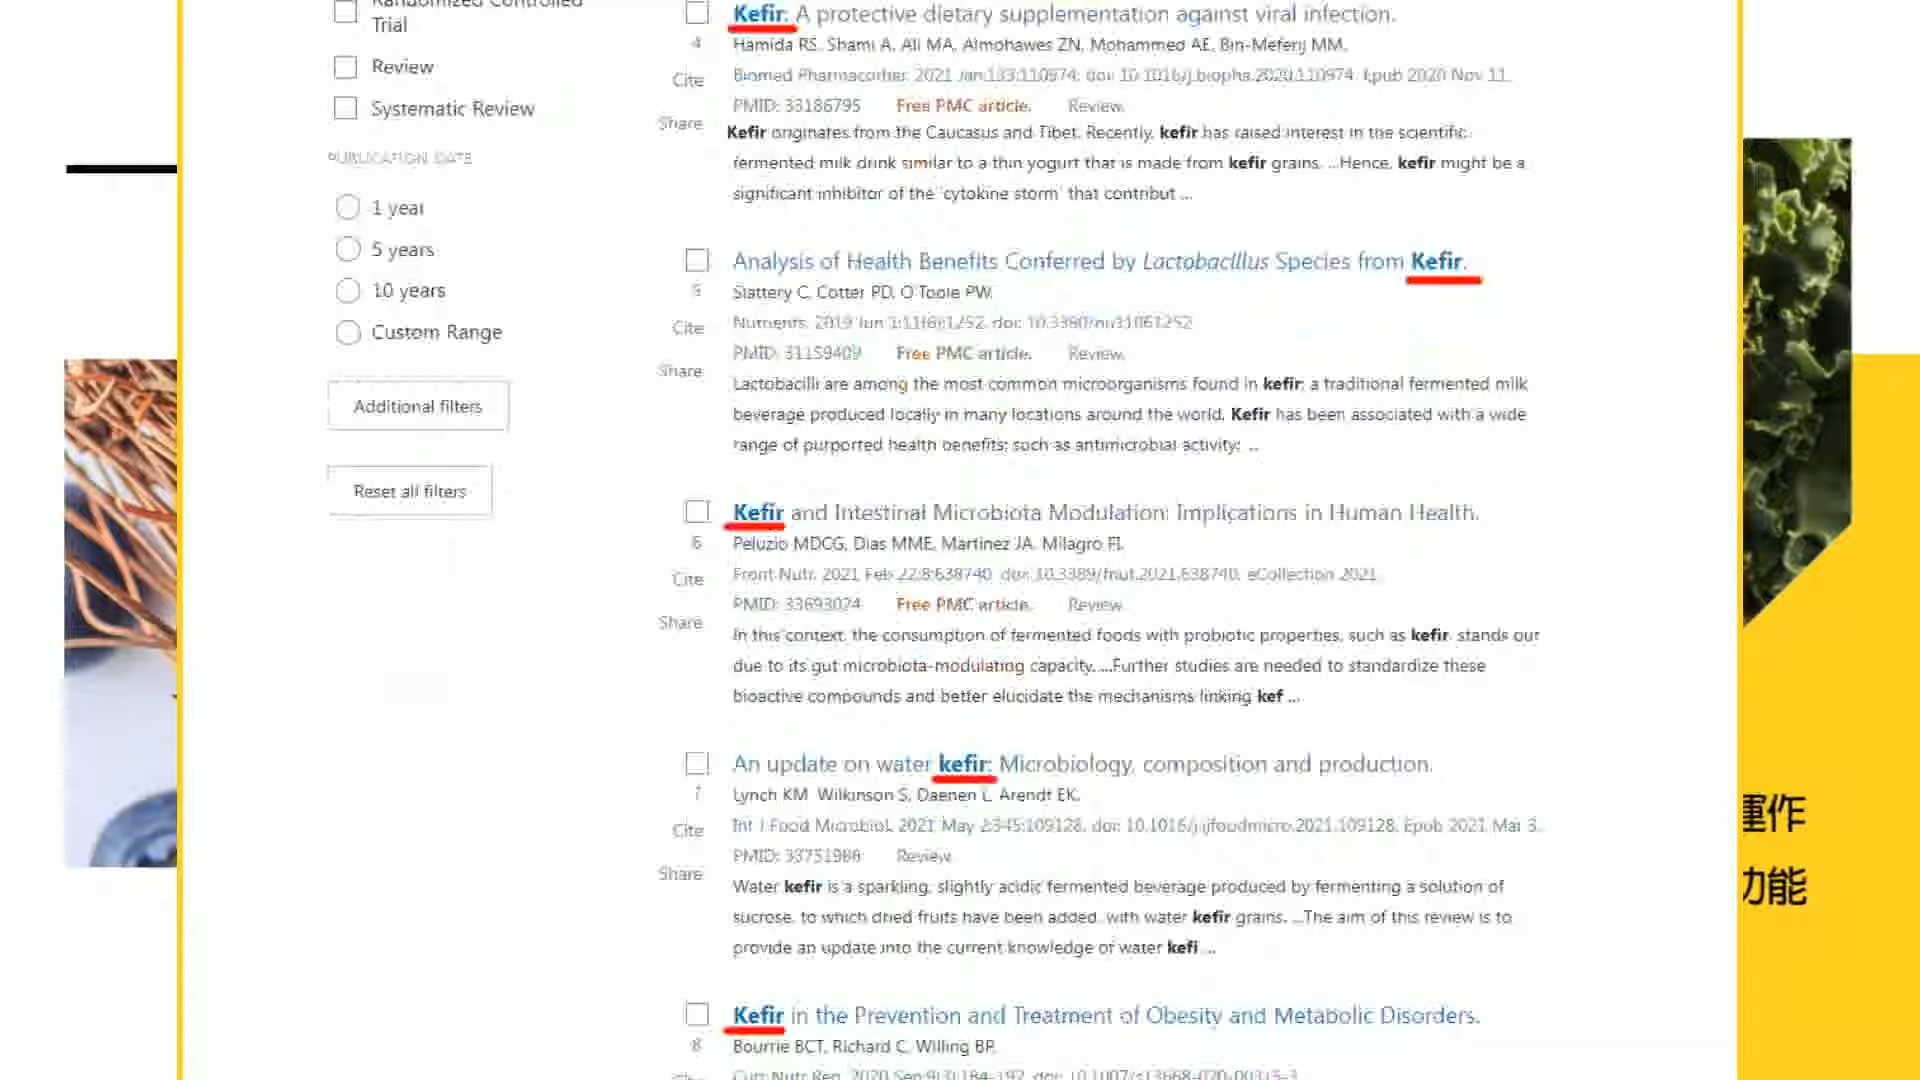 Trial
Review
Systematic Review
PUBLICATION DATE
1 year
5 years
10 years
Custom Range
Additional filters
Reset all filters
Kefir: A protective dietary supplementation against viral infection.
4
Hamida RS, Shami A, Ali MA, Almohawes ZN, Mohammed AE, Bin-Meferij MM.
Cite
Biomed Pharmacother. 2021 Jan;133:110974. doi: 10.1016/j.biopha.2020.110974. Epub 2020 Nov 11.
PMID: 33186795 Free PMC article. Review.
Share
Kefir originates from the Caucasus and Tibet. Recently, kefir has raised interest in the scientific
fermented milk drink similar to a thin yogurt that is made from kefir grains. ...Hence, kefir might be a
significant inhibitor of the 'cytokine storm' that contribut ...
Analysis of Health Benefits Conferred by Lactobacillus Species from Kefir.
5
Slattery C, Cotter PD, O'Toole PW.
Cite
Nutrients. 2019 Jun 1;11(6):1252. doi: 10.3390/nu11061252.
PMID: 31159409 Free PMC article. Review.
Share
Lactobacilli are among the most common microorganisms found in kefir; a traditional fermented milk
beverage produced locally in many locations around the world. Kefir has been associated with a wide
range of purported health benefits; such as antimicrobial activity; ...
Kefir and Intestinal Microbiota Modulation: Implications in Human Health.
6
Peluzio MDCG, Dias MME, Martinez JA, Milagro FI.
Cite
Front Nutr. 2021 Feb 22;8:638740. doi: 10.3389/fnut.2021.638740. eCollection 2021.
PMID: 33693024 Free PMC article. Review.
Share
In this context, the consumption of fermented foods with probiotic properties, such as kefir, stands out
due to its gut microbiota-modulating capacity. ...Further studies are needed to standardize these
bioactive compounds and better elucidate the mechanisms linking kef ...
An update on water kefir: Microbiology, composition and production.
7
Lynch KM, Wilkinson S, Daenen L, Arendt EK.
Cite
Int J Food Microbiol. 2021 May 2;345:109128. doi: 10.1016/j.ijfoodmicro.2021.109128. Epub 2021 Mar 3.
PMID: 33751988 Review.
Share
Water kefir is a sparkling, slightly acidic fermented beverage produced by fermenting a solution of
sucrose, to which dried fruits have been added, with water kefir grains. ...The aim of this review is to
provide an update into the current knowledge of water kefi ...
Kefir in the Prevention and Treatment of Obesity and Metabolic Disorders.
8
Bourrie BCT, Richard C, Willing BP.
運作
功能